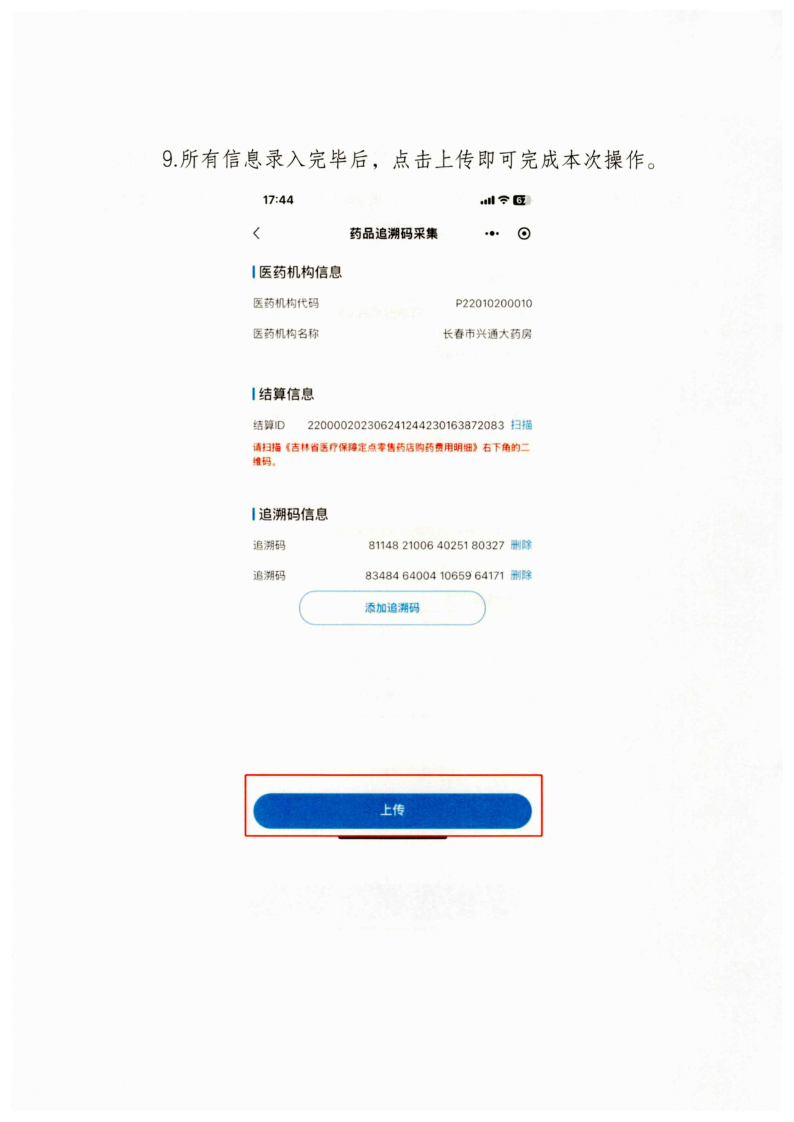 9.所有信息录入完毕后，点击上传即可完成本次操作。
17:44
药品追溯码采集
医药机构信息
医药机构代码 P22010200010
医药机构名称 长春市兴通大药房
结算信息
结算ID 220000202306241244230163872083 扫描
请扫描《吉林省医疗保障定点零售药店购药费用明细》右下角的二
维码。
追溯码信息
追溯码 81148 21006 40251 80327 删除
追溯码 83484 64004 10659 64171 删除
添加追溯码
上传